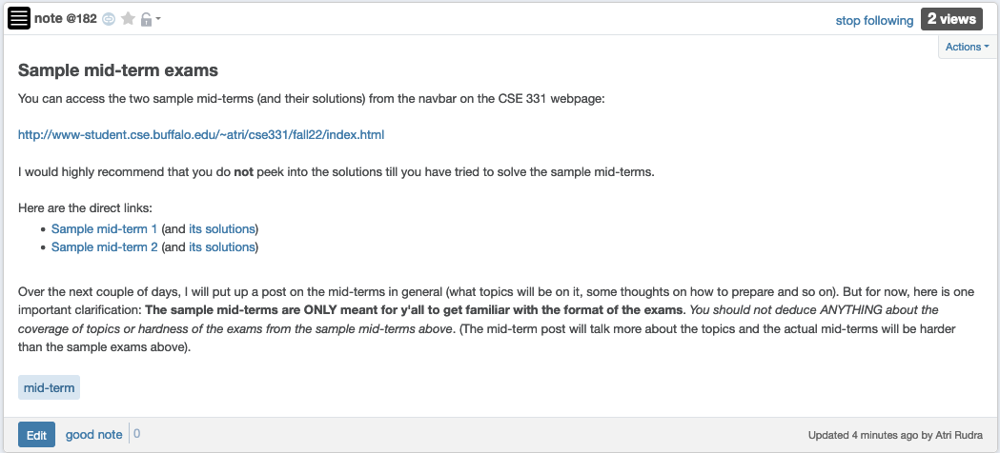 note @182
stop following 2 views
Actions
Sample mid-term exams
You can access the two sample mid-terms (and their solutions) from the navbar on the CSE 331 webpage:
http://www-student.cse.buffalo.edu/~atri/cse331/fall22/index.html
I would highly recommend that you do not peek into the solutions till you have tried to solve the sample mid-terms.
Here are the direct links:
• Sample mid-term 1 (and its solutions)
• Sample mid-term 2 (and its solutions)
Over the next couple of days, I will put up a post on the mid-terms in general (what topics will be on it, some thoughts on how to prepare and so on). But for now, here is one
important clarification: The sample mid-terms are ONLY meant for y'all to get familiar with the format of the exams. You should not deduce ANYTHING about the
coverage of topics or hardness of the exams from the sample mid-terms above. (The mid-term post will talk more about the topics and the actual mid-terms will be harder
than the sample exams above).
mid-term
Edit good note 0
Updated 4 minutes ago by Atri Rudra